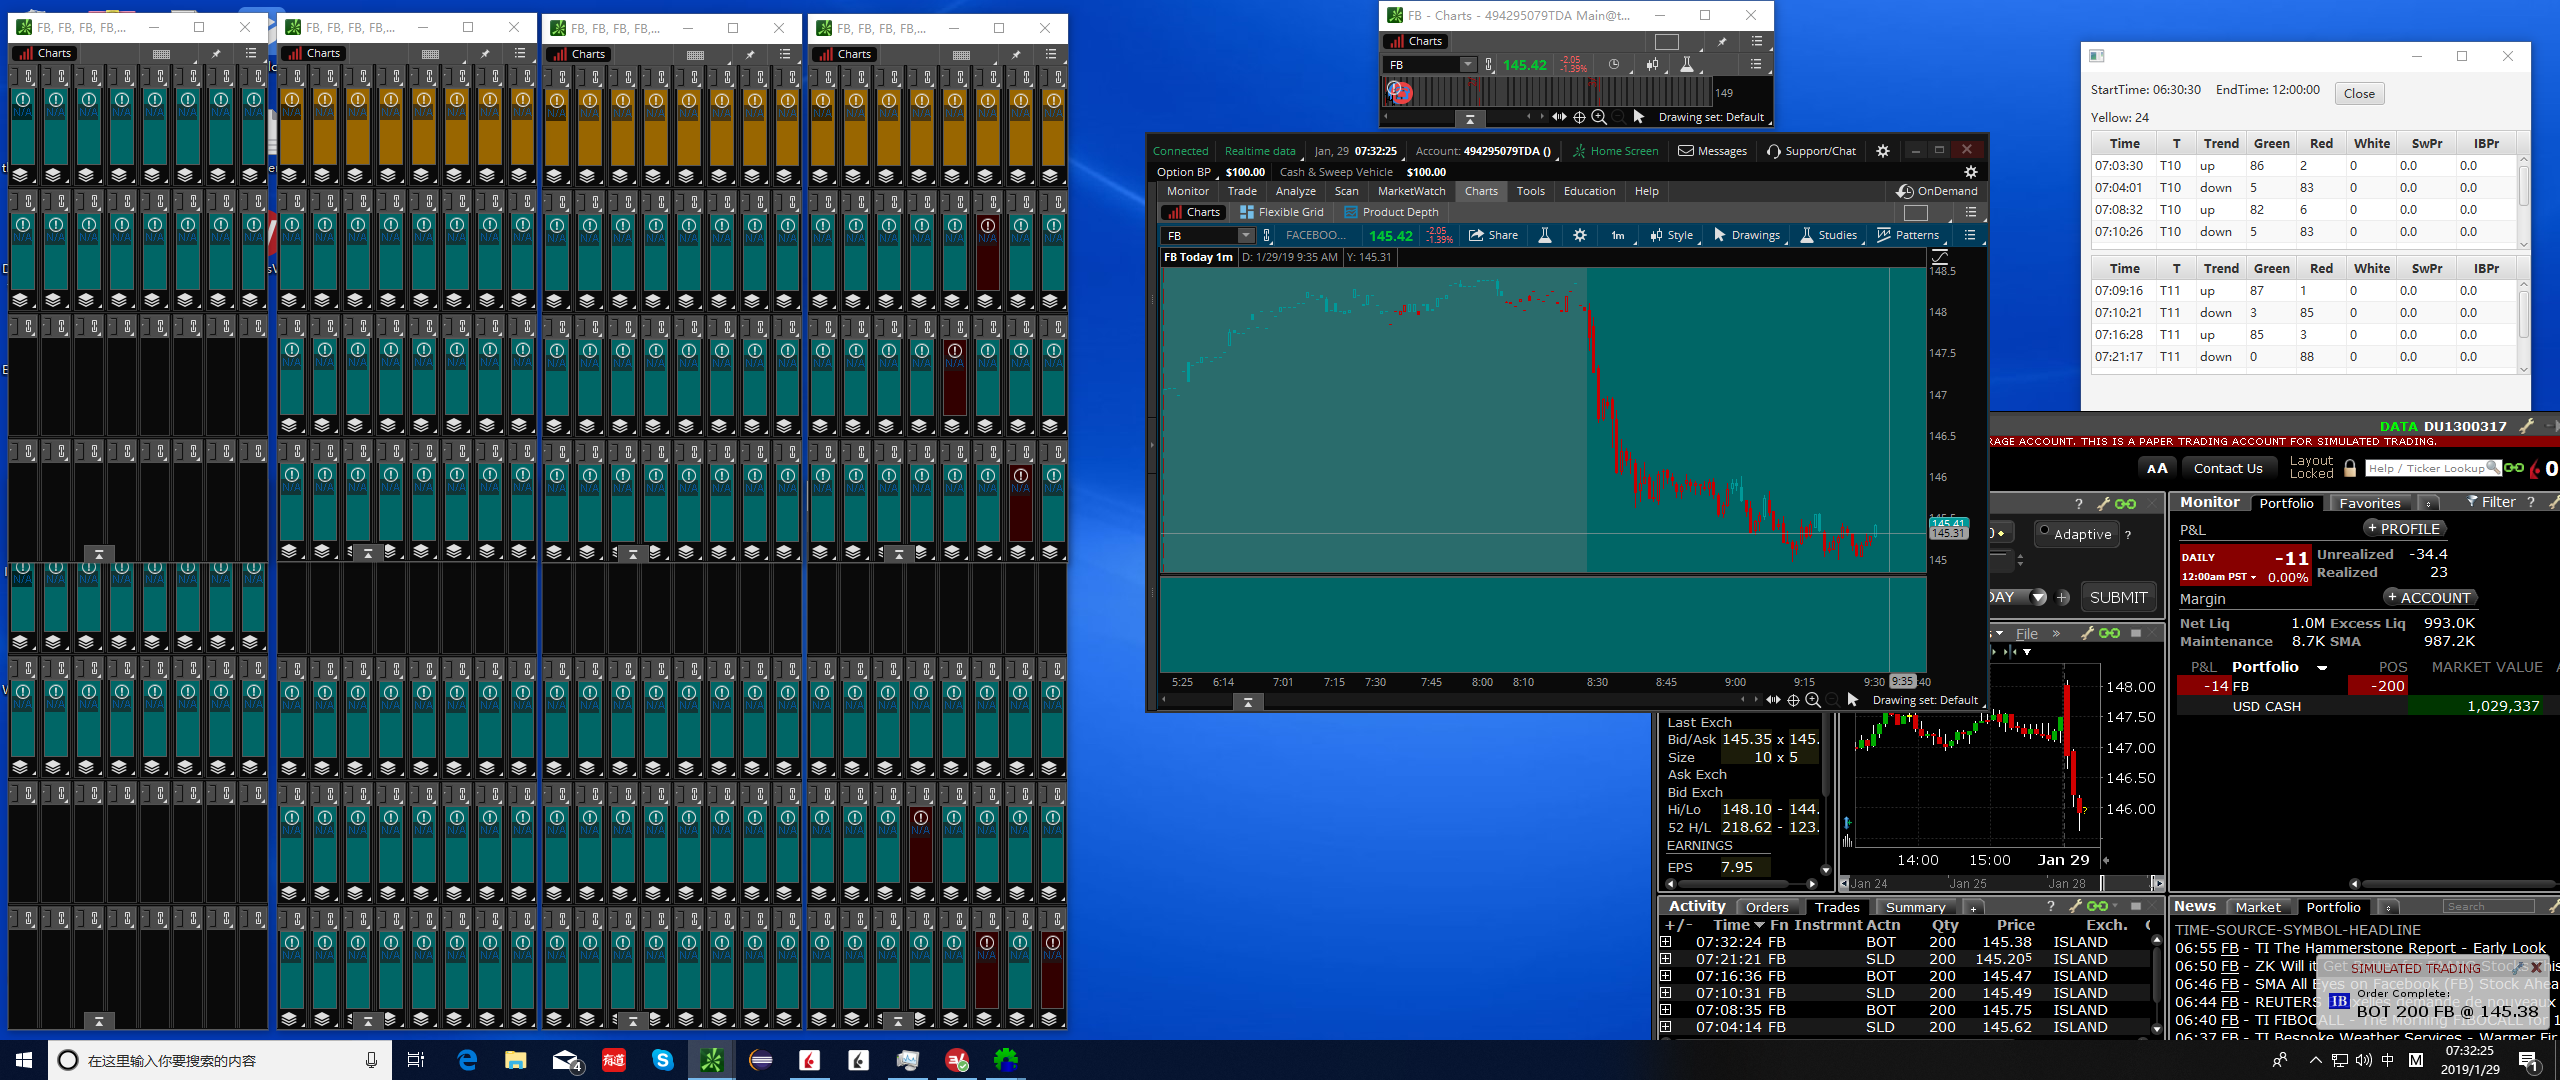 FB, FB, FB, FB,...
Charts
FB, FB, FB, FB,...
Charts
FB, FB, FB, FB,...
Charts
FB, FB, FB, FB,...
Charts
N/A
FB - Charts - 494295079TDA Main@t...
Charts
FB 145.42 -2.05 -1.39%
149
Drawing set: Default
Connected Realtime data Jan, 29 07:32:25 Account: 494295079TDA () Home Screen Messages Support/Chat
Option BP $100.00 Cash & Sweep Vehicle $100.00
Monitor Trade Analyze Scan MarketWatch Charts Tools Education Help OnDemand
Charts Flexible Grid Product Depth
FB FACEBOO... 145.42 -2.05 -1.39% Share 1m Style Drawings Studies Patterns
FB Today 1m D: 1/29/19 9:35 AM Y: 145.31
148.5
148
147.5
147
146.5
146
145.41
145.31
145
5:25 6:14 7:01 7:15 7:30 7:45 8:00 8:10 8:30 8:45 9:00 9:15 9:30 9:35 :40
Drawing set: Default
StartTime: 06:30:30 EndTime: 12:00:00 Close
Yellow: 24
Time T Trend Green Red White SwPr IBPr
07:03:30 T10 up 86 2 0 0.0 0.0
07:04:01 T10 down 5 83 0 0.0 0.0
07:08:32 T10 up 82 6 0 0.0 0.0
07:10:26 T10 down 5 83 0 0.0 0.0
Time T Trend Green Red White SwPr IBPr
07:09:16 T11 up 87 1 0 0.0 0.0
07:10:21 T11 down 3 85 0 0.0 0.0
07:16:28 T11 up 85 3 0 0.0 0.0
07:21:17 T11 down 0 88 0 0.0 0.0
DATA DU1300317
RAGE ACCOUNT. THIS IS A PAPER TRADING ACCOUNT FOR SIMULATED TRADING.
AA Contact Us Layout Locked Help / Ticker Lookup
Adaptive ?
DAY SUBMIT
File »
Monitor Portfolio Favorites Filter ?
P&L + PROFILE
DAILY -11 Unrealized -34.4
12:00am PST 0.00% Realized 23
Margin + ACCOUNT
Net Liq 1.0M Excess Liq 993.0K
Maintenance 8.7K SMA 987.2K
P&L Portfolio POS MARKET VALUE
-14 FB -200
USD CASH 1,029,337
Last Exch
Bid/Ask 145.35 x 145.
Size 10 x 5
Ask Exch
Bid Exch
Hi/Lo 148.10 - 144.
52 H/L 218.62 - 123.
EARNINGS
EPS 7.95
148.00
147.50
147.00
146.50
146.00
14:00 15:00 Jan 29
Jan 24 Jan 25 Jan 28
Activity Orders Trades Summary + ?
+/- Time Fn Instrmnt Actn Qty Price Exch.
07:32:24 FB BOT 200 145.38 ISLAND
07:21:21 FB SLD 200 145.205 ISLAND
07:16:36 FB BOT 200 145.47 ISLAND
07:10:31 FB SLD 200 145.49 ISLAND
07:08:35 FB BOT 200 145.75 ISLAND
07:04:14 FB SLD 200 145.62 ISLAND
News Market Portfolio Search
TIME-SOURCE-SYMBOL-HEADLINE
06:55 FB - TI The Hammerstone Report - Early Look
06:50 FB - ZK Will it Get
06:46 FB - SMA All Eyes on Facebook (FB) Stock Ahea
06:44 FB - REUTERS
06:40 FB - TI FIBOCALL - The Morning FIBOCALL for 1
06:37 FB - TI Bespoke Weather Services - Warmer Fir
SIMULATED TRADING
IB Order Complete:
BOT 200 FB @ 145.38
在这里输入你要搜索的内容
4
有道
中 M 07:32:25
2019/1/29
1